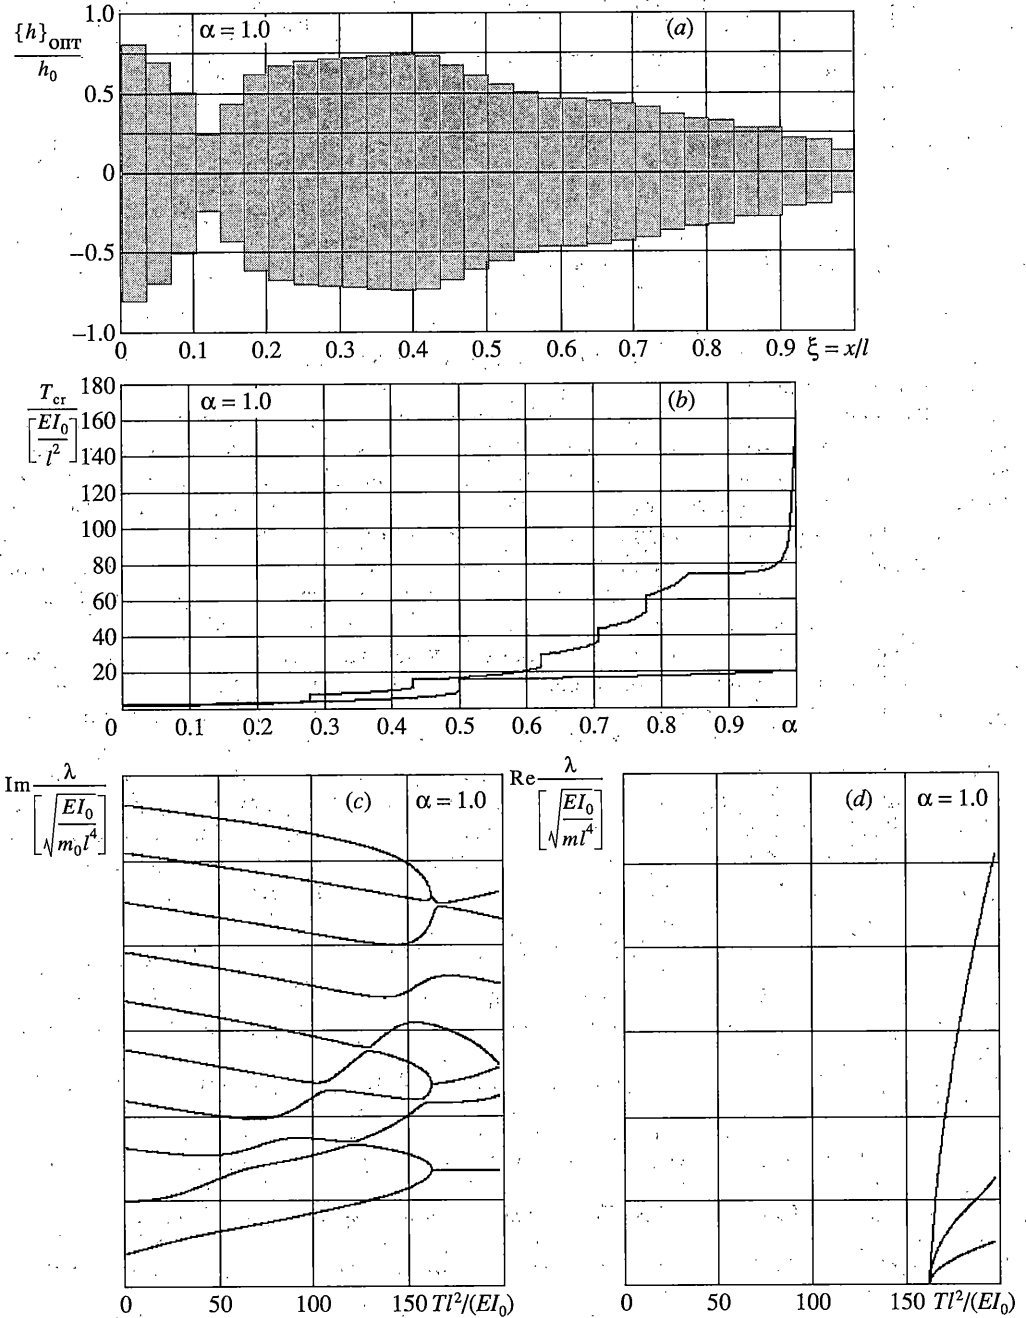 {h}опт
h0
α = 1.0
(a)
1.0
0.5
0
−0.5
−1.0
0 0.1 0.2 0.3 0.4 0.5 0.6 0.7 0.8 0.9 ξ = x/l
Tcr
[EI0
l²]
α = 1.0
(b)
180
160
140
120
100
80
60
40
20
0 0.1 0.2 0.3 0.4 0.5 0.6 0.7 0.8 0.9 α
Im λ
[√EI0
m0l⁴]
(c) α = 1.0
0 50 100 150 Tl²/(EI0)
Re λ
[√EI0
ml⁴]
(d) α = 1.0
0 50 100 150 Tl²/(EI0)